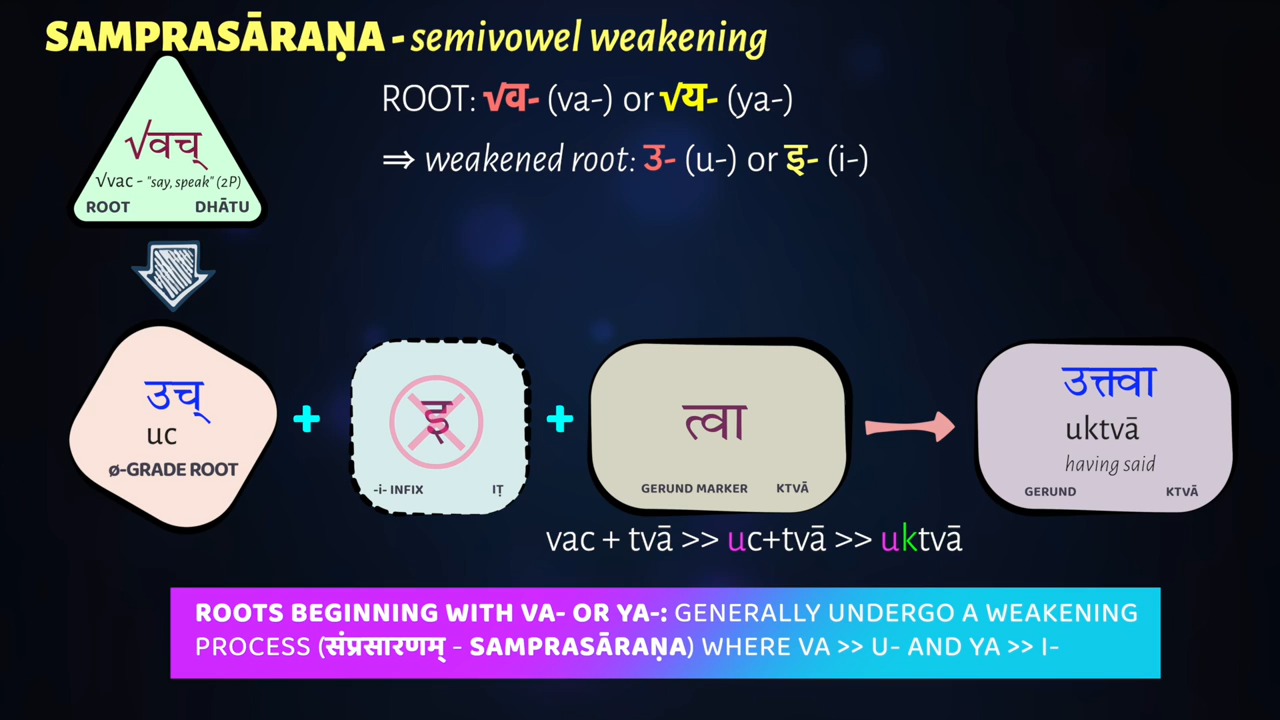 SAMPRASĀRAṆA - semivowel weakening
ROOT: √व- (va-) or √य- (ya-)
⇒ weakened root: उ- (u-) or इ- (i-)
√वच्
√vac - "say, speak" (2P)
ROOT DHĀTU
उच्
uc
ø-GRADE ROOT
+
इ
-i- INFIX IṬ
+
त्वा
GERUND MARKER KTVĀ
उक्त्वा
uktvā
having said
GERUND KTVĀ
vac + tvā >> uc+tvā >> uktvā
ROOTS BEGINNING WITH VA- OR YA-: GENERALLY UNDERGO A WEAKENING
PROCESS (संप्रसारणम् - SAMPRASĀRAṆA) WHERE VA >> U- AND YA >> I-